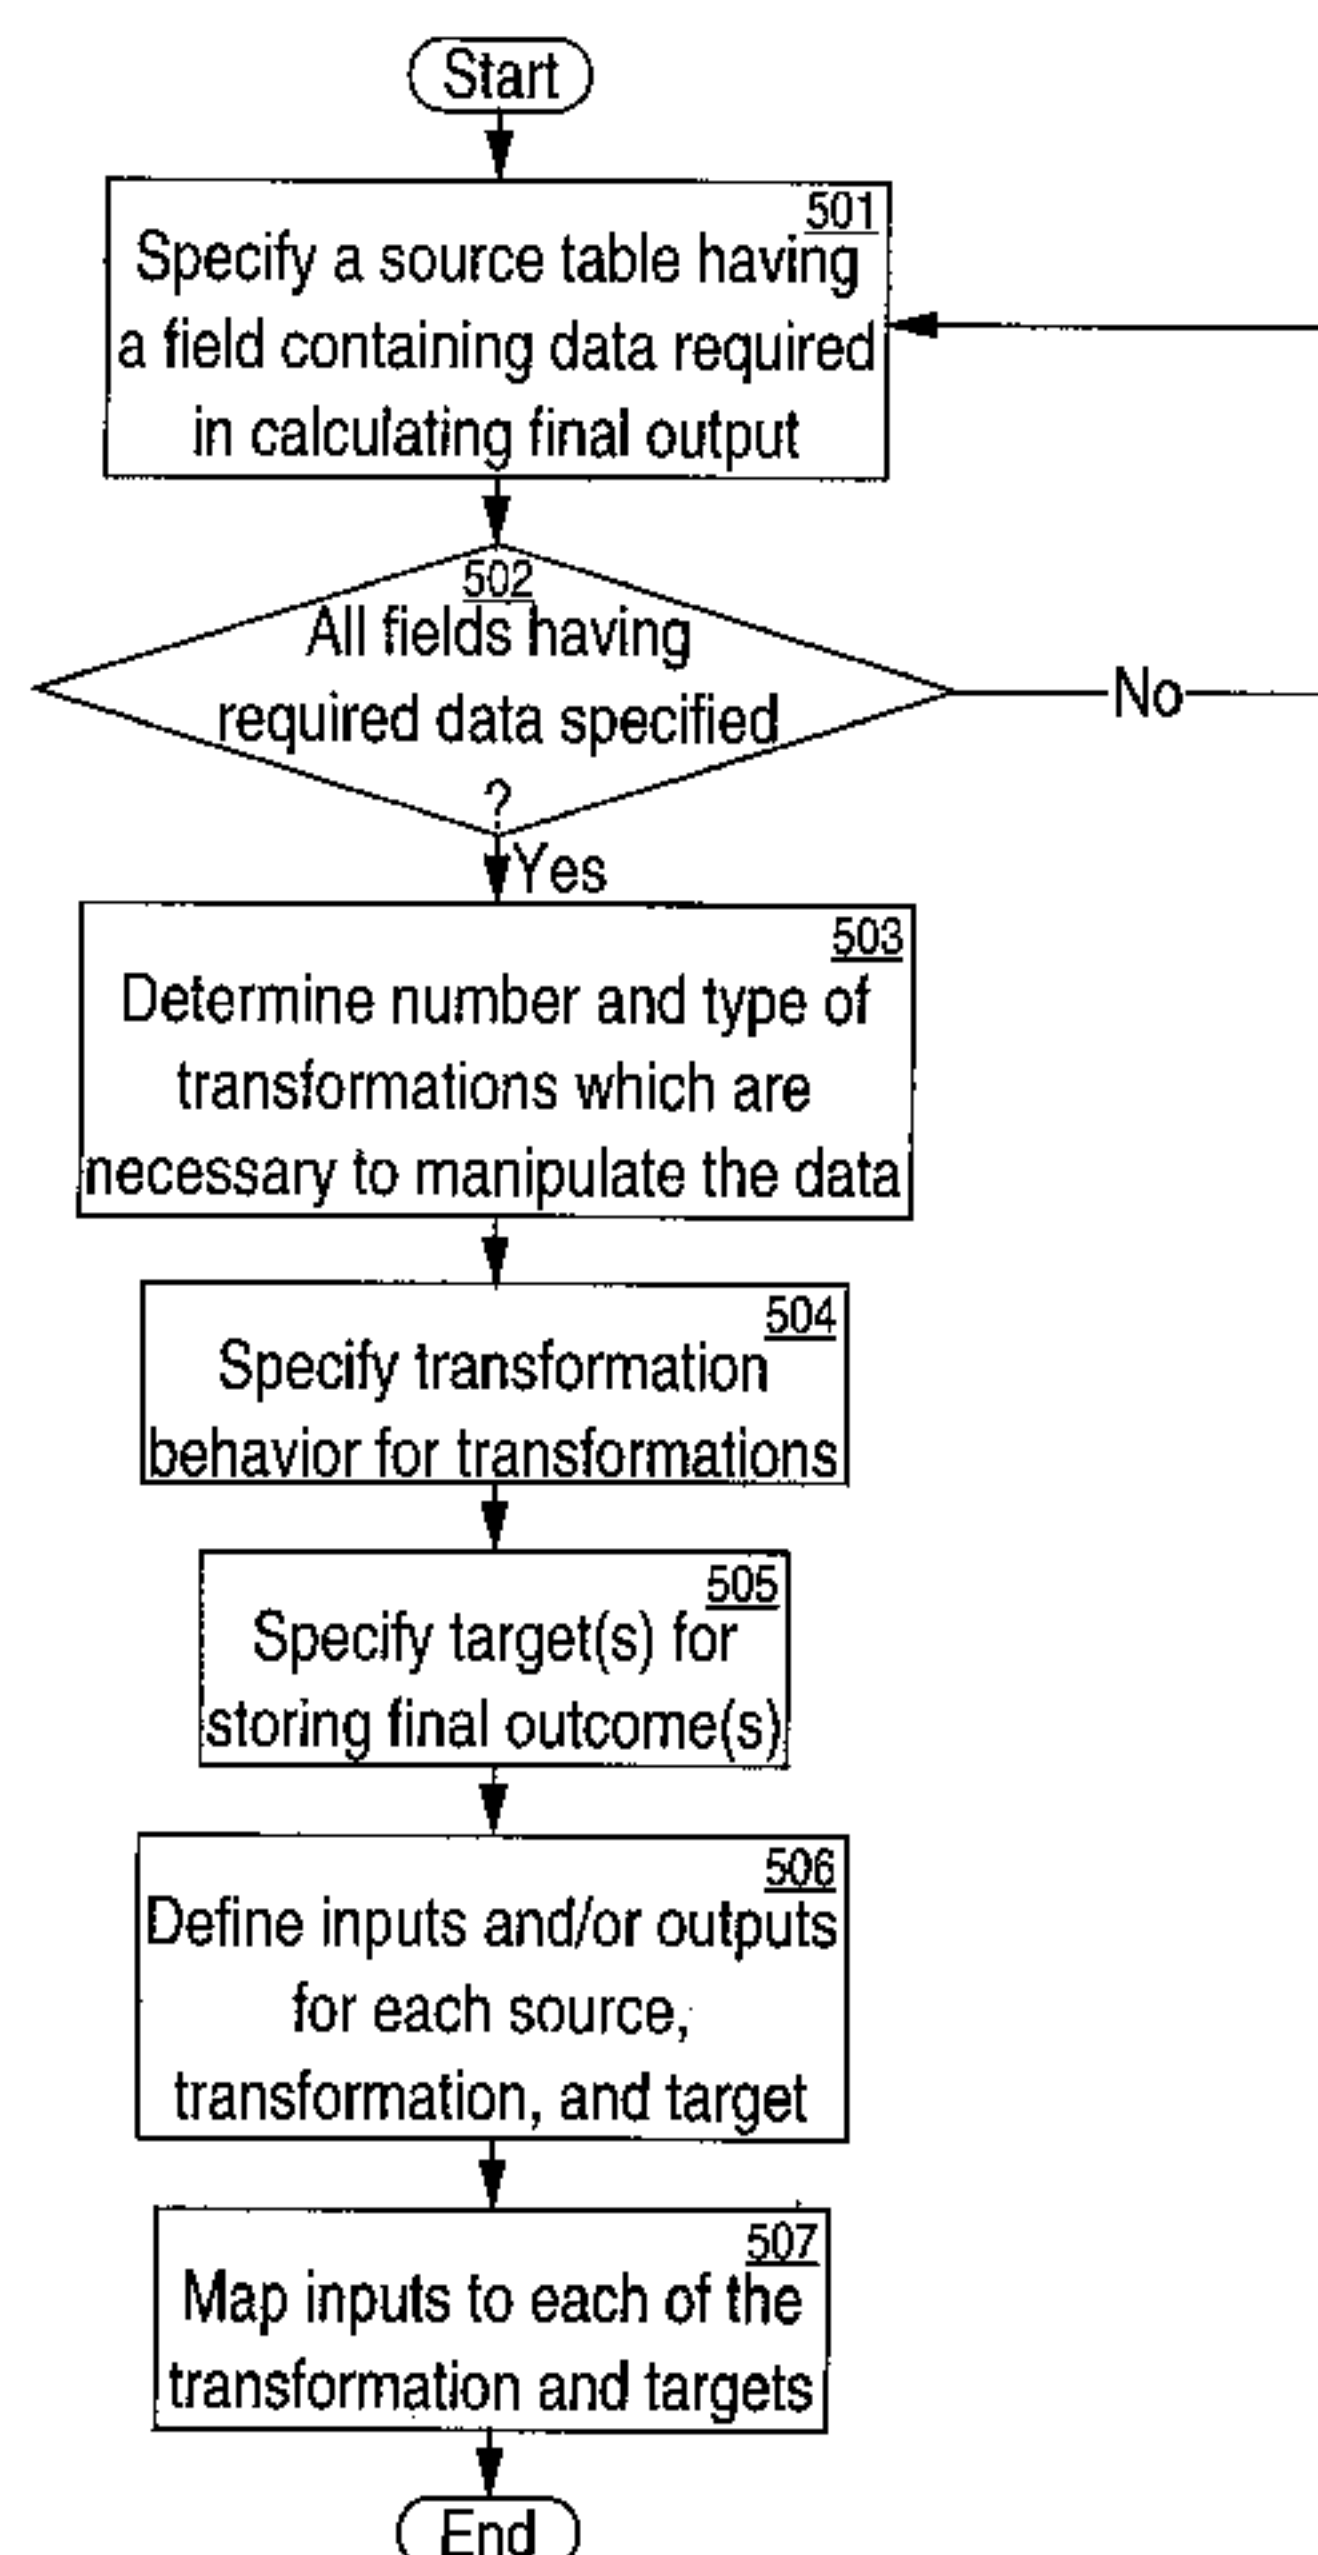 Start
501
Specify a source table having
a field containing data required
in calculating final output
502
All fields having
required data specified
?
No
Yes
503
Determine number and type of
transformations which are
necessary to manipulate the data
504
Specify transformation
behavior for transformations
505
Specify target(s) for
storing final outcome(s)
506
Define inputs and/or outputs
for each source,
transformation, and target
507
Map inputs to each of the
transformation and targets
End